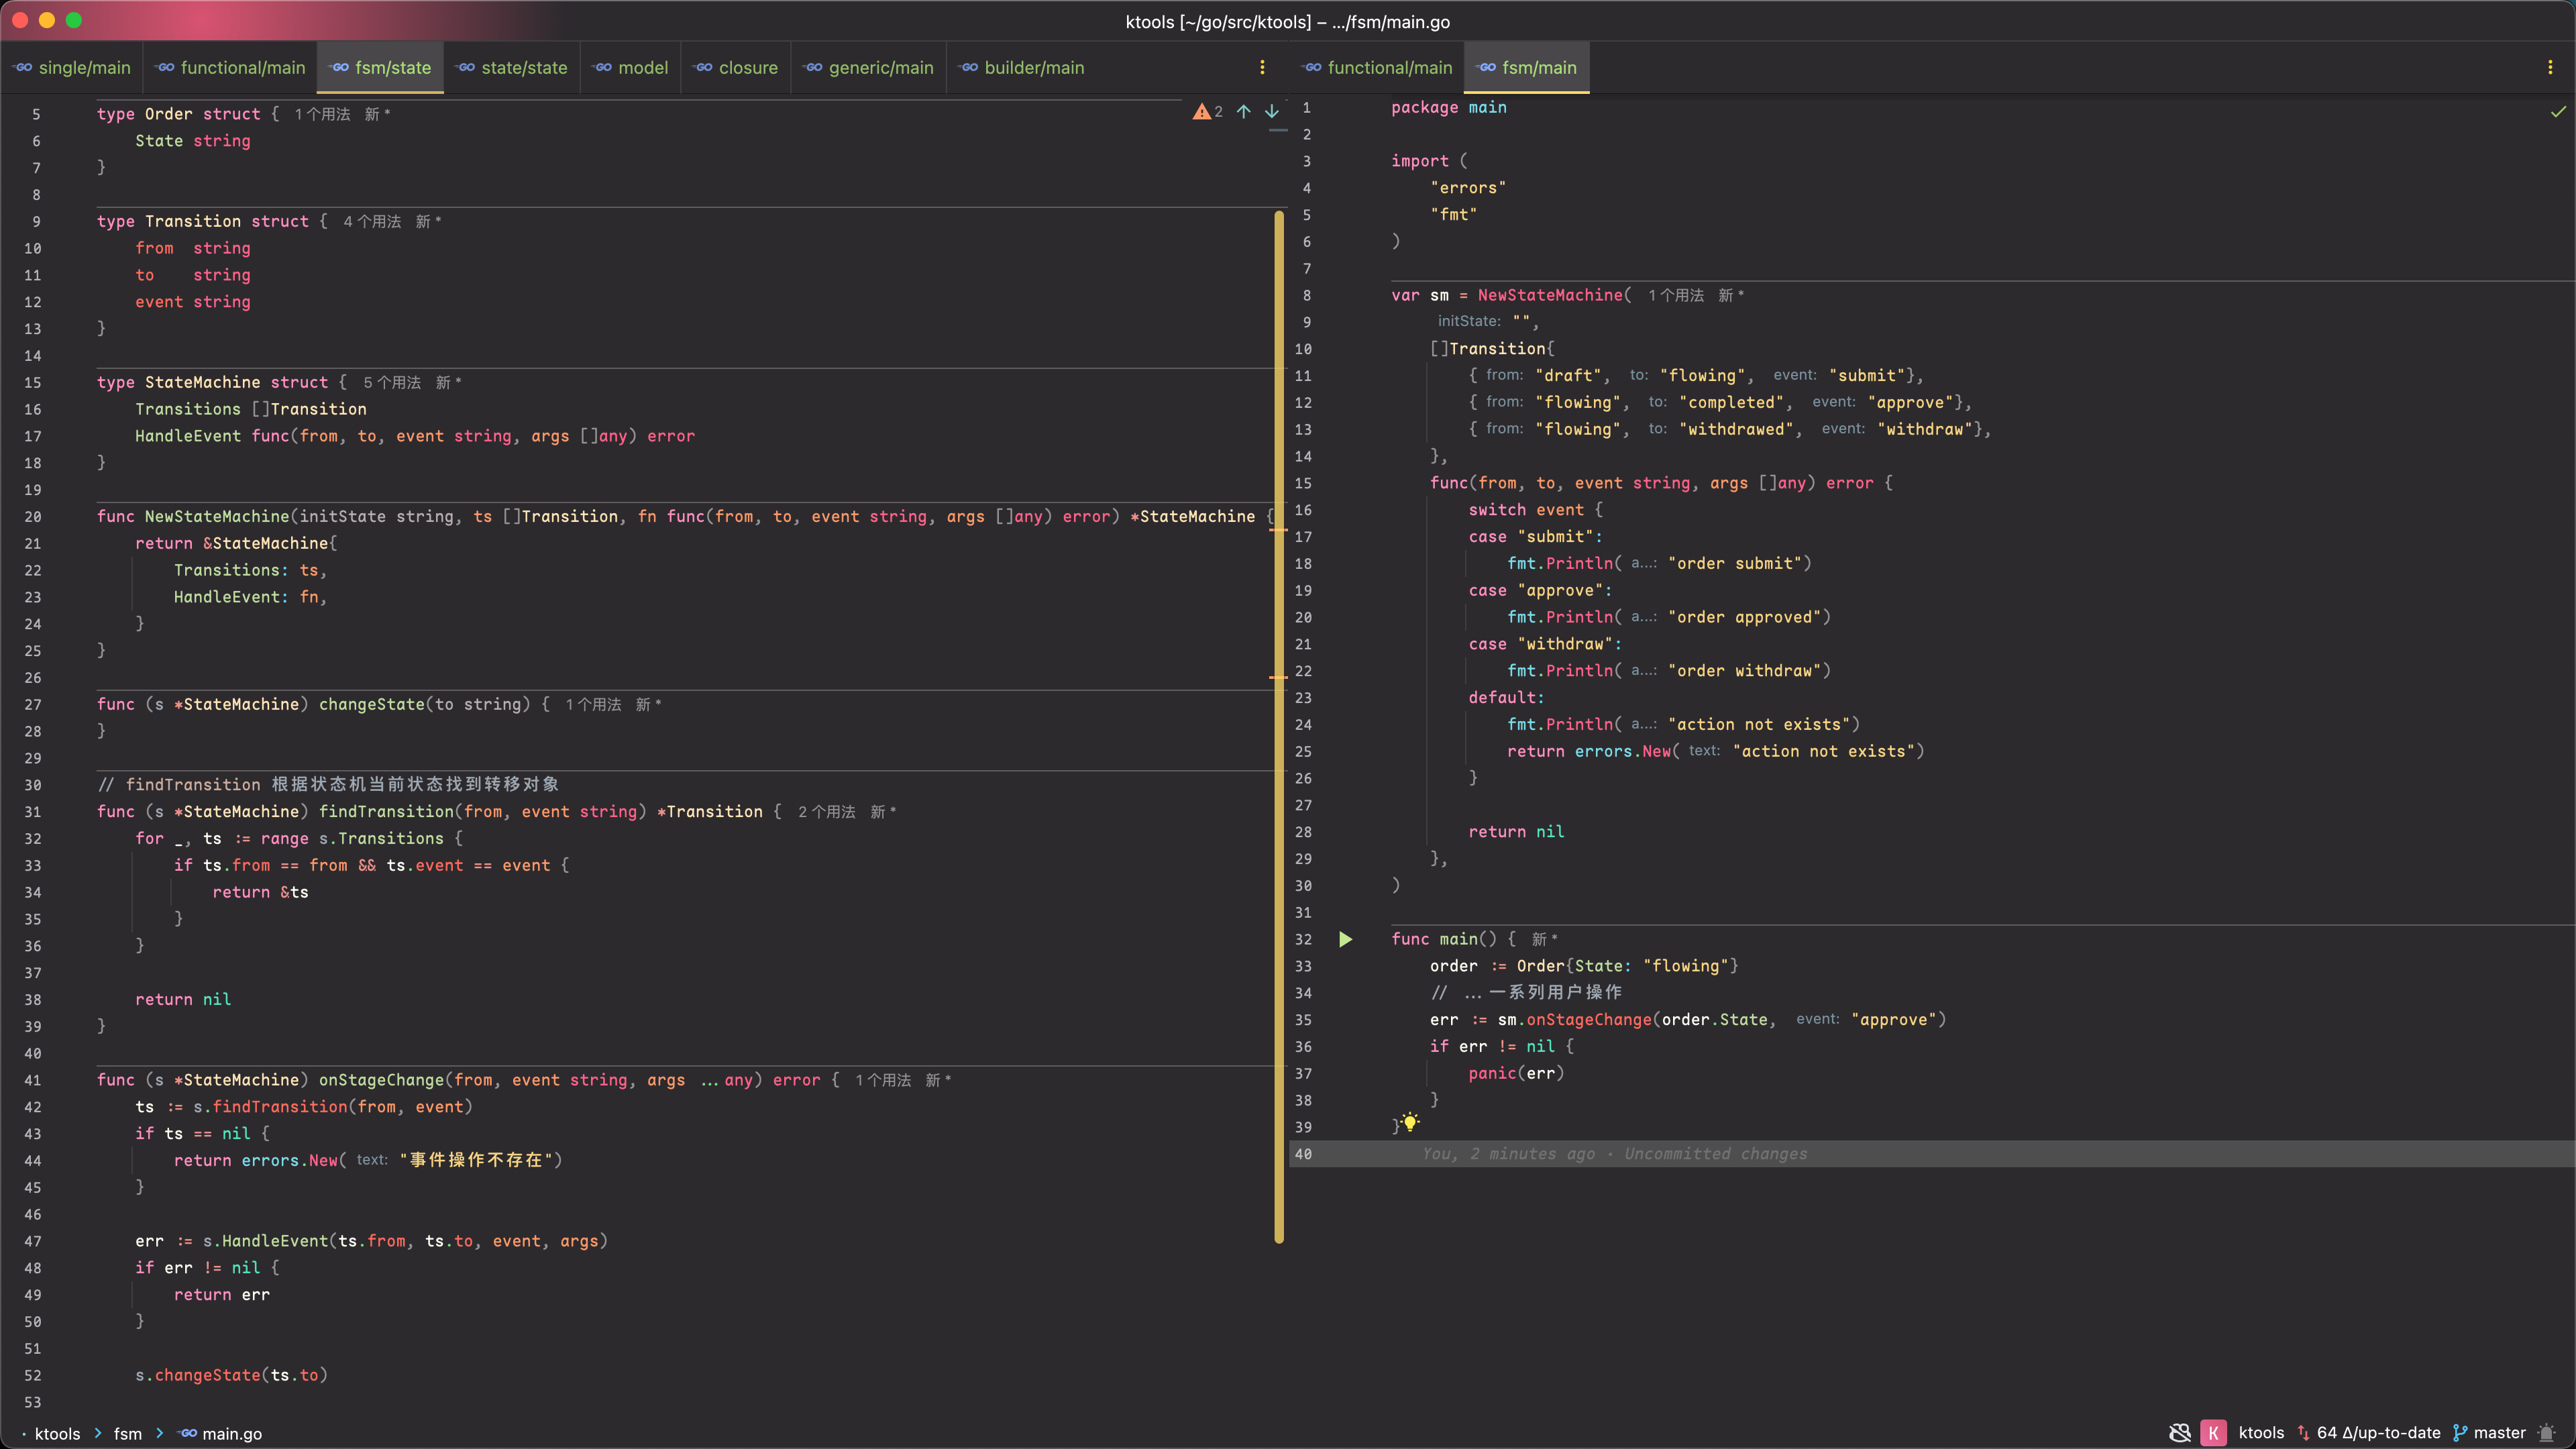 ktools [~/go/src/ktools] – .../fsm/main.go
single/main functional/main fsm/state state/state model closure generic/main builder/main
5 type Order struct { 1个用法 新 *
6 State string
7 }
8
9 type Transition struct { 4 个用法 新 *
10 from string
11 to string
12 event string
13 }
14
15 type StateMachine struct { 5 个用法 新 *
16 Transitions []Transition
17 HandleEvent func(from, to, event string, args []any) error
18 }
19
20 func NewStateMachine(initState string, ts []Transition, fn func(from, to, event string, args []any) error) *StateMachine {
21 return &StateMachine{
22 Transitions: ts,
23 HandleEvent: fn,
24 }
25 }
26
27 func (s *StateMachine) changeState(to string) { 1个用法 新 *
28 }
29
30 // findTransition 根据状态机当前状态找到转移对象
31 func (s *StateMachine) findTransition(from, event string) *Transition { 2 个用法 新 *
32 for _, ts := range s.Transitions {
33 if ts.from == from && ts.event == event {
34 return &ts
35 }
36 }
37
38 return nil
39 }
40
41 func (s *StateMachine) onStageChange(from, event string, args ...any) error { 1个用法 新 *
42 ts := s.findTransition(from, event)
43 if ts == nil {
44 return errors.New( text: "事件操作不存在")
45 }
46
47 err := s.HandleEvent(ts.from, ts.to, event, args)
48 if err != nil {
49 return err
50 }
51
52 s.changeState(ts.to)
53
2
functional/main fsm/main
1 package main
2
3 import (
4 "errors"
5 "fmt"
6 )
7
8 var sm = NewStateMachine( 1个用法 新 *
9 initState: "",
10 []Transition{
11 { from: "draft", to: "flowing", event: "submit"},
12 { from: "flowing", to: "completed", event: "approve"},
13 { from: "flowing", to: "withdrawed", event: "withdraw"},
14 },
15 func(from, to, event string, args []any) error {
16 switch event {
17 case "submit":
18 fmt.Println( a...: "order submit")
19 case "approve":
20 fmt.Println( a...: "order approved")
21 case "withdraw":
22 fmt.Println( a...: "order withdraw")
23 default:
24 fmt.Println( a...: "action not exists")
25 return errors.New( text: "action not exists")
26 }
27
28 return nil
29 },
30 )
31
32 func main() { 新 *
33 order := Order{State: "flowing"}
34 // ...一系列用户操作
35 err := sm.onStageChange(order.State, event: "approve")
36 if err != nil {
37 panic(err)
38 }
39 }
40 You, 2 minutes ago · Uncommitted changes
ktools > fsm > main.go
K ktools 64 Δ/up-to-date master